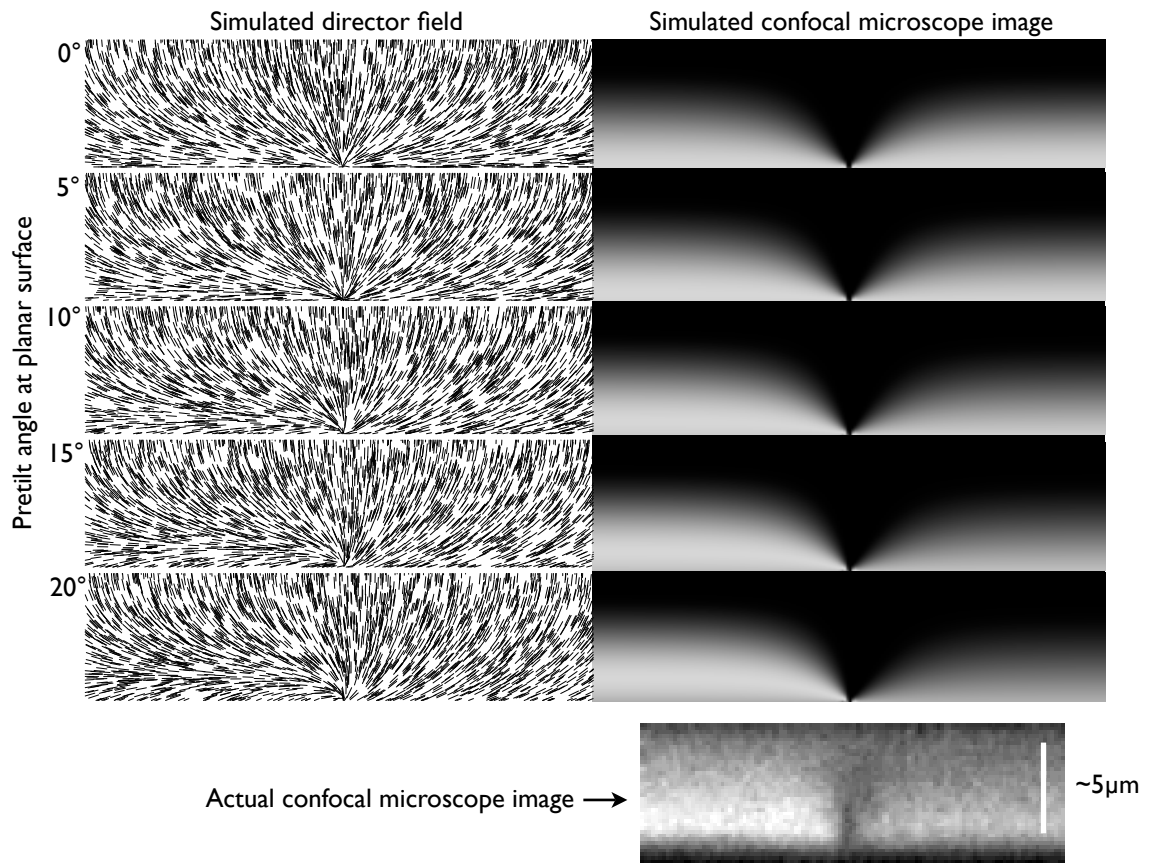 Simulated director field
Simulated confocal microscope image
Pretilt angle at planar surface
0°
5°
10°
15°
20°
Actual confocal microscope image
~5µm